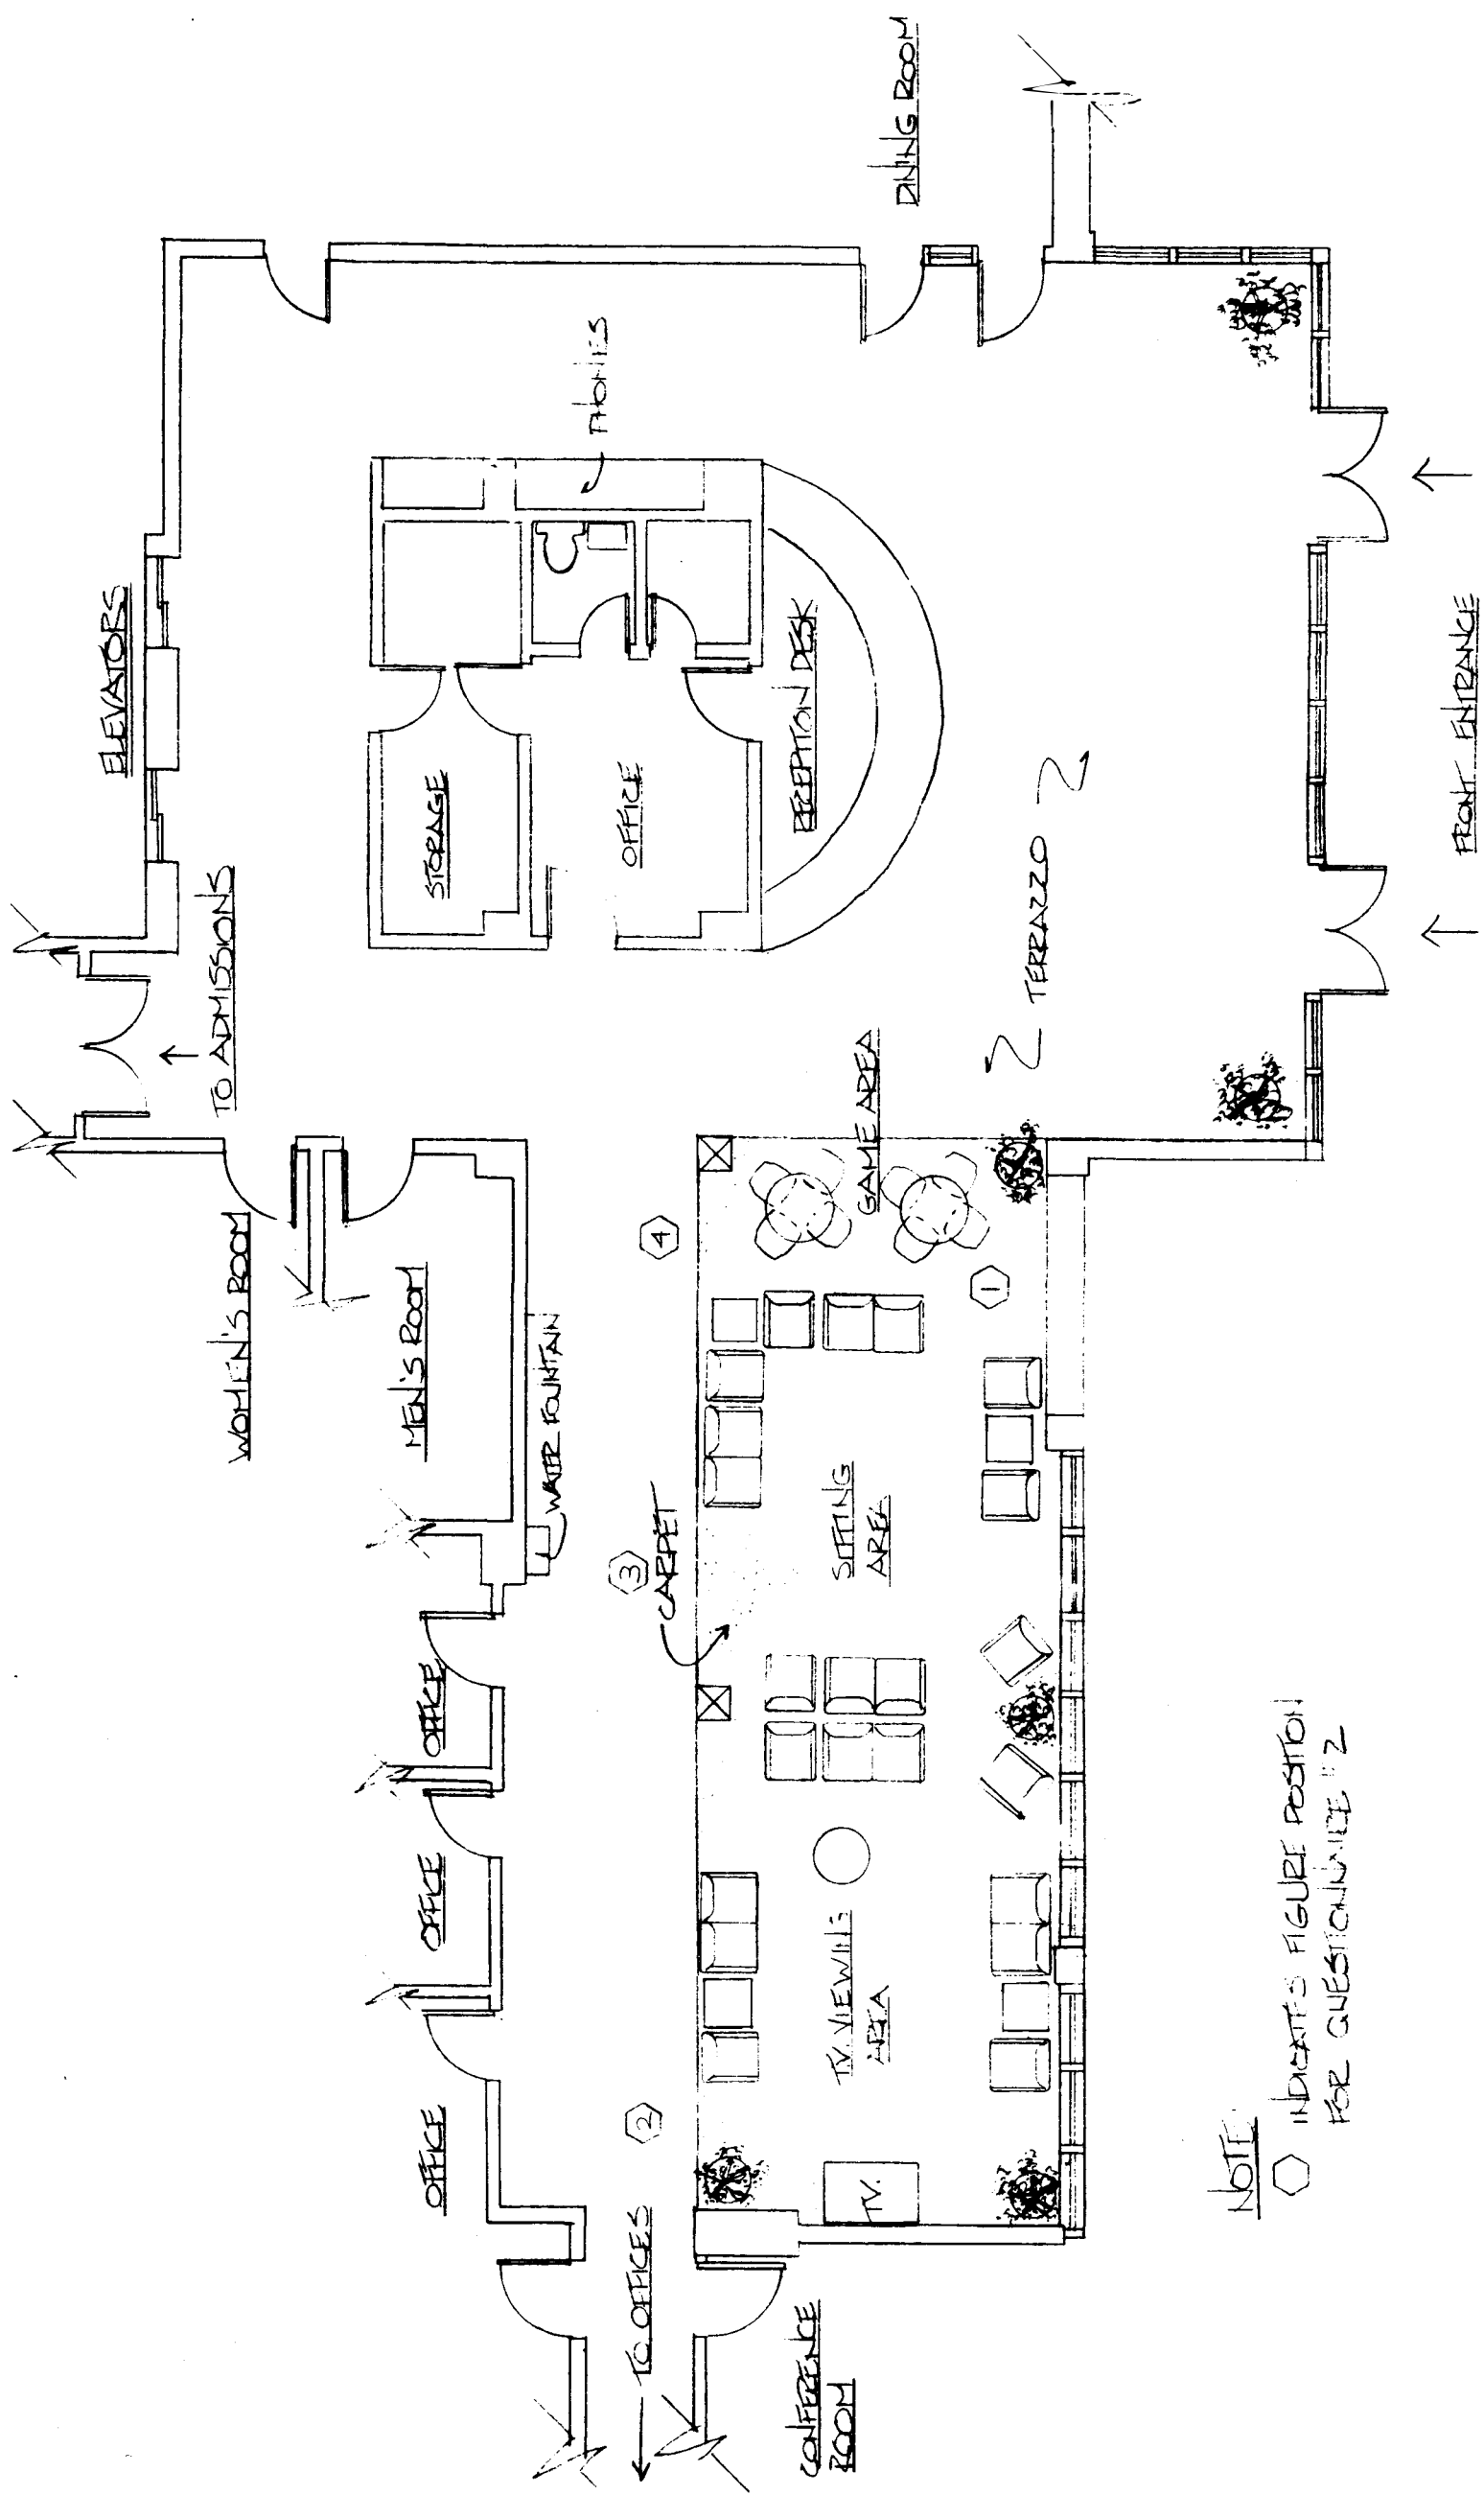 ELEVATORS
TO ADMISSIONS
WOMEN'S ROOM
MEN'S ROOM
WATER FOUNTAIN
OFFICE
OFFICE
OFFICE
TO OFFICES
CONFERENCE
ROOM
STORAGE
OFFICE
RECEPTION DESK
PHONES
DINING ROOM
CARPET
GAME AREA
SITTING
AREA
T.V. VIEWING
AREA
T.V.
1
2
3
4
TERRAZZO
FRONT ENTRANCE
NOTE:
INDICATES FIGURE POSITION
FOR QUESTIONNAIRE #2